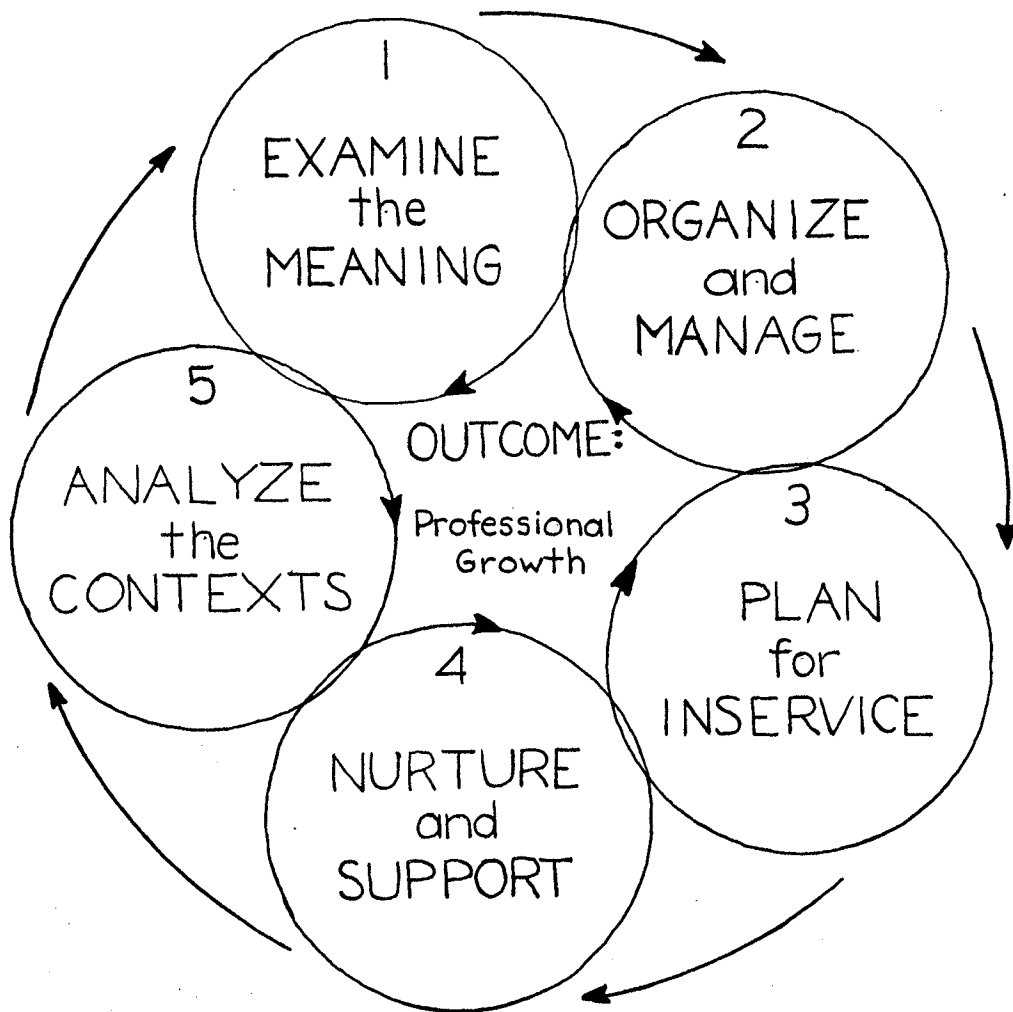 1
EXAMINE
the
MEANING
2
ORGANIZE
and
MANAGE
3
PLAN
for
INSERVICE
4
NURTURE
and
SUPPORT
5
ANALYZE
the
CONTEXTS
OUTCOME:
Professional
Growth